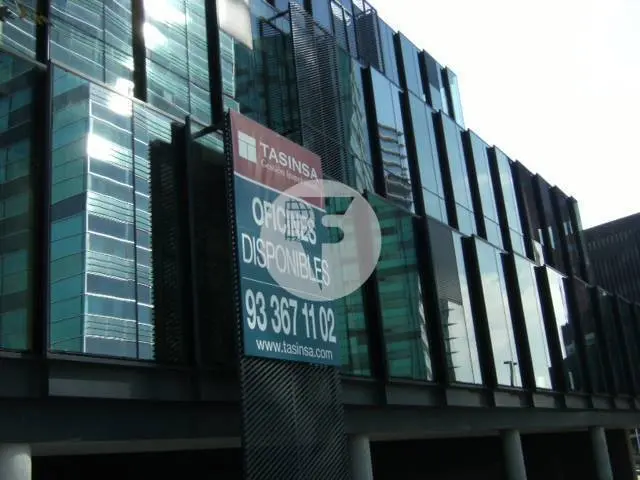 TASINSA
OFICINES
DISPONIBLES
93 367 11 02
www.tasinsa.com